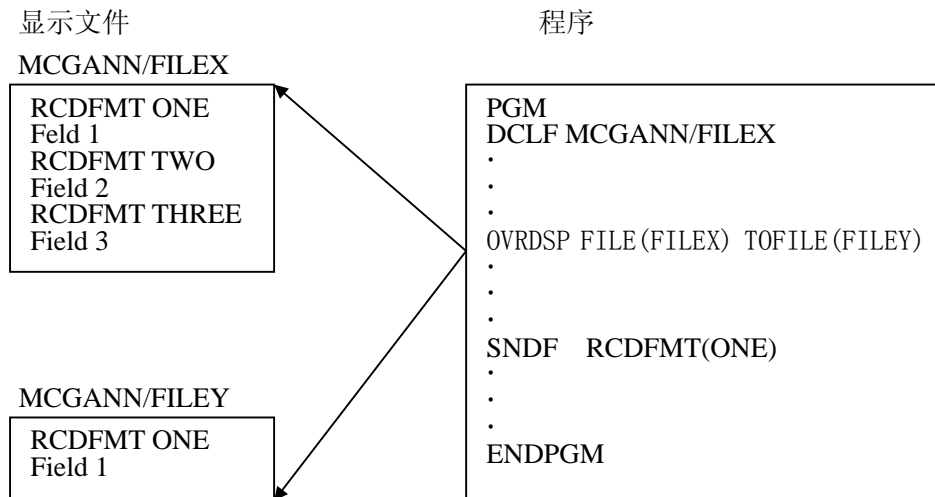 显示文件
MCGANN/FILEX
RCDFMT ONE
Feld 1
RCDFMT TWO
Field 2
RCDFMT THREE
Field 3
MCGANN/FILEY
RCDFMT ONE
Field 1
程序
PGM
DCLF MCGANN/FILEX
.
.
.
OVRDSP FILE(FILEX) TOFILE(FILEY)
.
.
.
SNDF RCDFMT(ONE)
.
.
.
ENDPGM